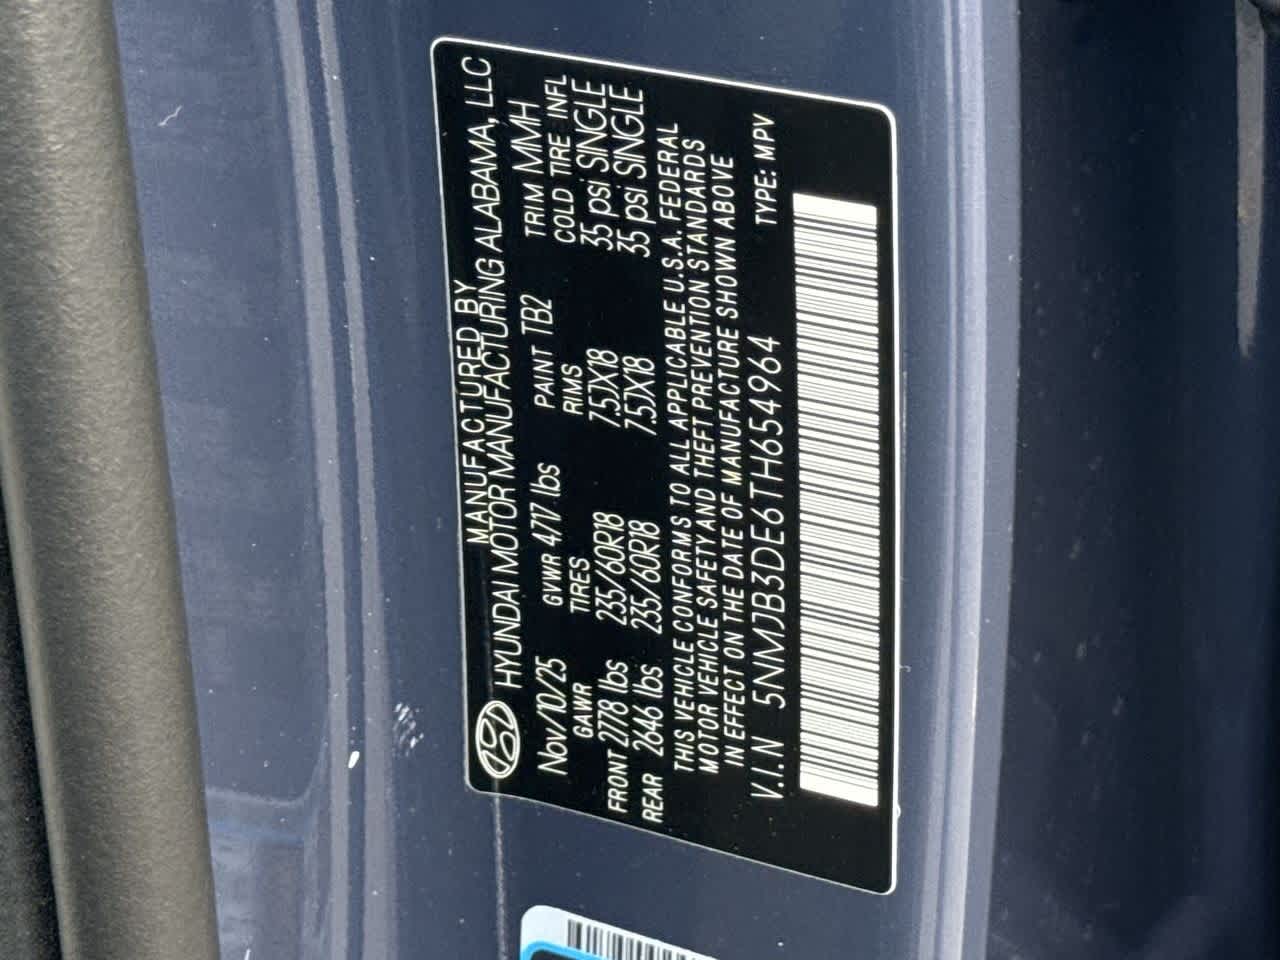 MANUFACTURED BY
HYUNDAI MOTOR MANUFACTURING ALABAMA, LLC
Nov/10/25 GVWR 4717 lbs PAINT TB2 TRIM MMH
GAWR TIRES RIMS COLD TIRE INFL
FRONT 2778 lbs 235/60R18 7.5JX18 35 psi SINGLE
REAR 2646 lbs 235/60R18 7.5JX18 35 psi SINGLE
THIS VEHICLE CONFORMS TO ALL APPLICABLE U.S.A. FEDERAL
MOTOR VEHICLE SAFETY AND THEFT PREVENTION STANDARDS
IN EFFECT ON THE DATE OF MANUFACTURE SHOWN ABOVE
V.I.N 5NMJB3DE6TH654964 TYPE: MPV